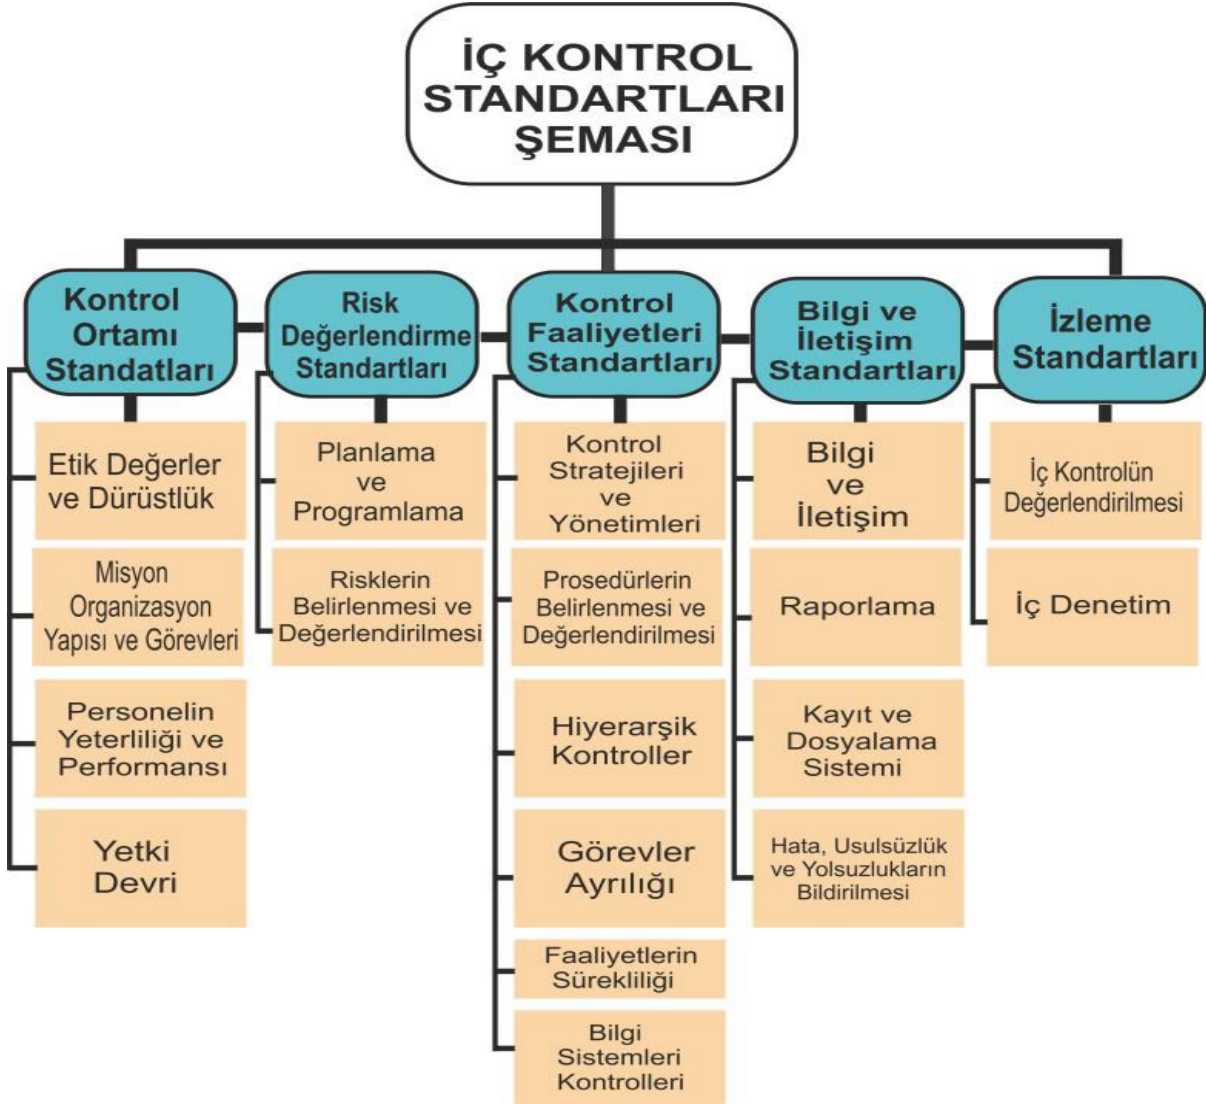 İÇ KONTROL
STANDARTLARI
ŞEMASI
Kontrol
Ortamı
Standatları
Etik Değerler
ve Dürüstlük
Misyon
Organizasyon
Yapısı ve Görevleri
Personelin
Yeterliliği ve
Performansı
Yetki
Devri
Risk
Değerlendirme
Standartları
Planlama
ve
Programlama
Risklerin
Belirlenmesi ve
Değerlendirilmesi
Kontrol
Faaliyetleri
Standartları
Kontrol
Stratejileri
ve
Yönetimleri
Prosedürlerin
Belirlenmesi ve
Değerlendirilmesi
Hiyerarşik
Kontroller
Görevler
Ayrılığı
Faaliyetlerin
Sürekliliği
Bilgi
Sistemleri
Kontrolleri
Bilgi ve
İletişim
Standartları
Bilgi
ve
İletişim
Raporlama
Kayıt ve
Dosyalama
Sistemi
Hata, Usulsüzlük
ve Yolsuzlukların
Bildirilmesi
İzleme
Standartları
İç Kontrolün
Değerlendirilmesi
İç Denetim